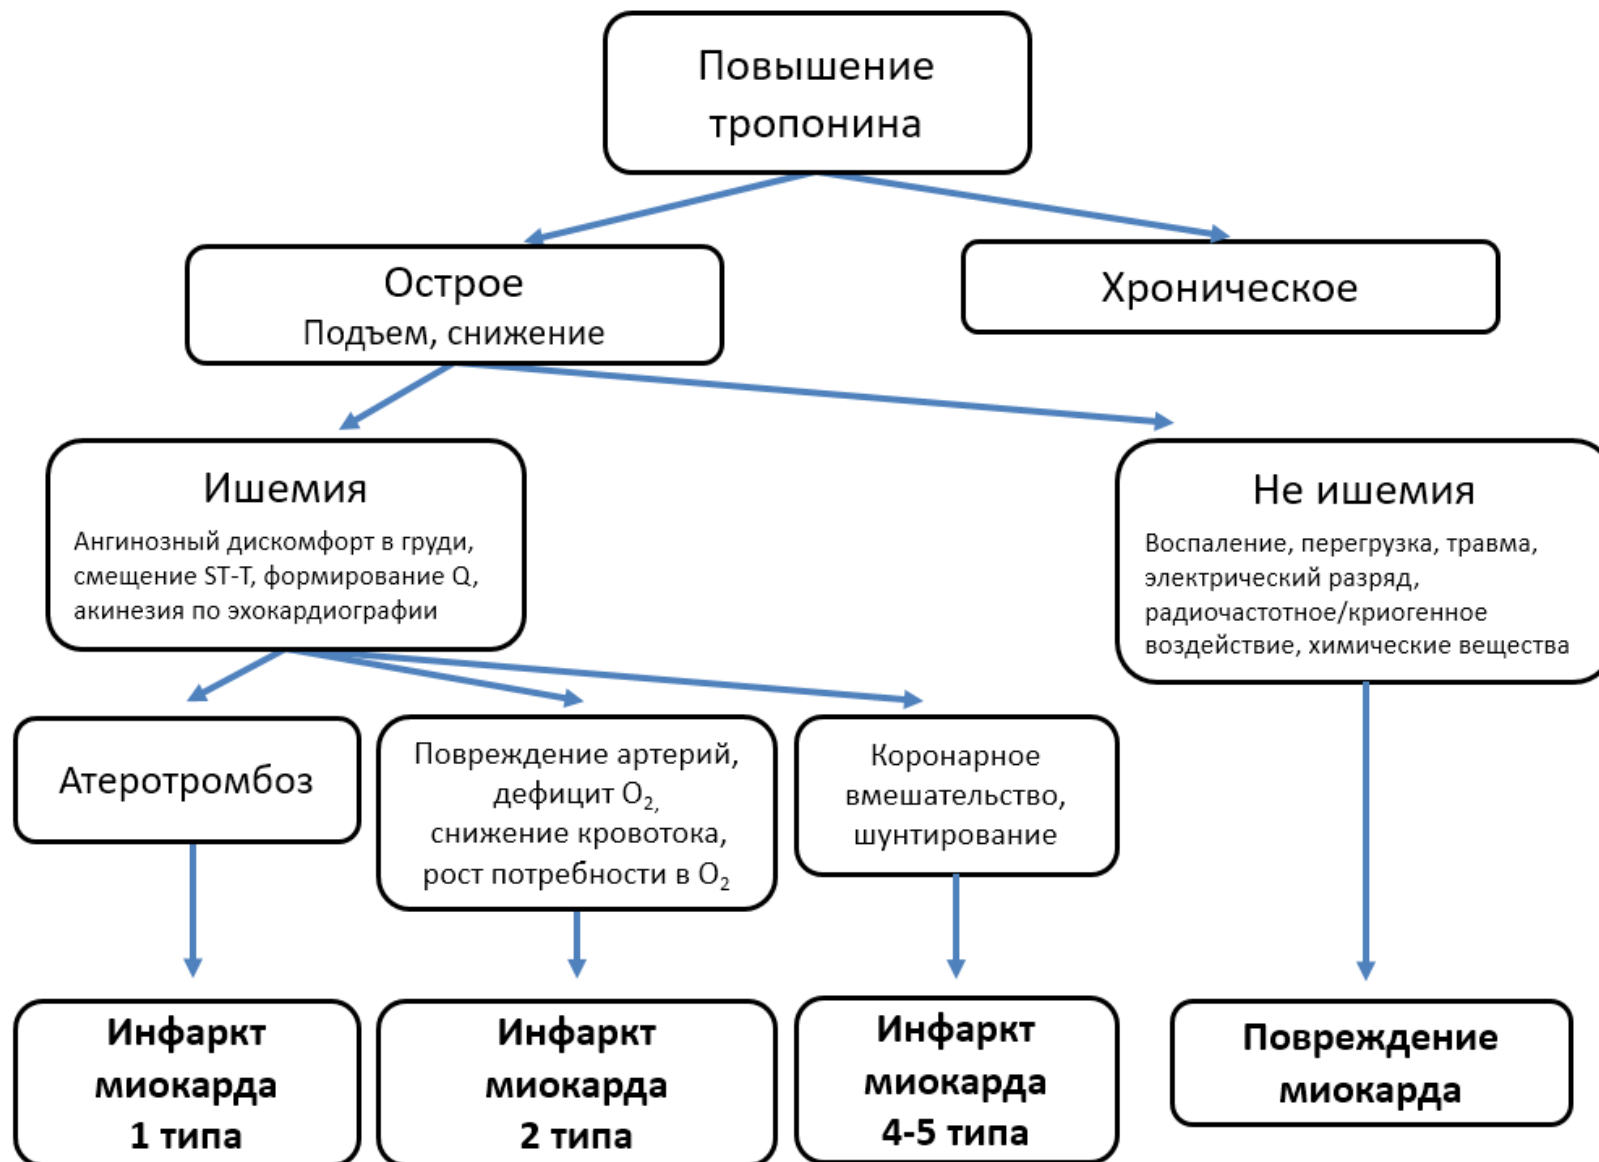 Повышение
тропонина
Острое
Подъем, снижение
Хроническое
Ишемия
Ангинозный дискомфорт в груди,
смещение ST-T, формирование Q,
акинезия по эхокардиографии
Не ишемия
Воспаление, перегрузка, травма,
электрический разряд,
радиочастотное/криогенное
воздействие, химические вещества
Атеротромбоз
Повреждение артерий,
дефицит O₂,
снижение кровотока,
рост потребности в O₂
Коронарное
вмешательство,
шунтирование
Инфаркт
миокарда
1 типа
Инфаркт
миокарда
2 типа
Инфаркт
миокарда
4-5 типа
Повреждение
миокарда